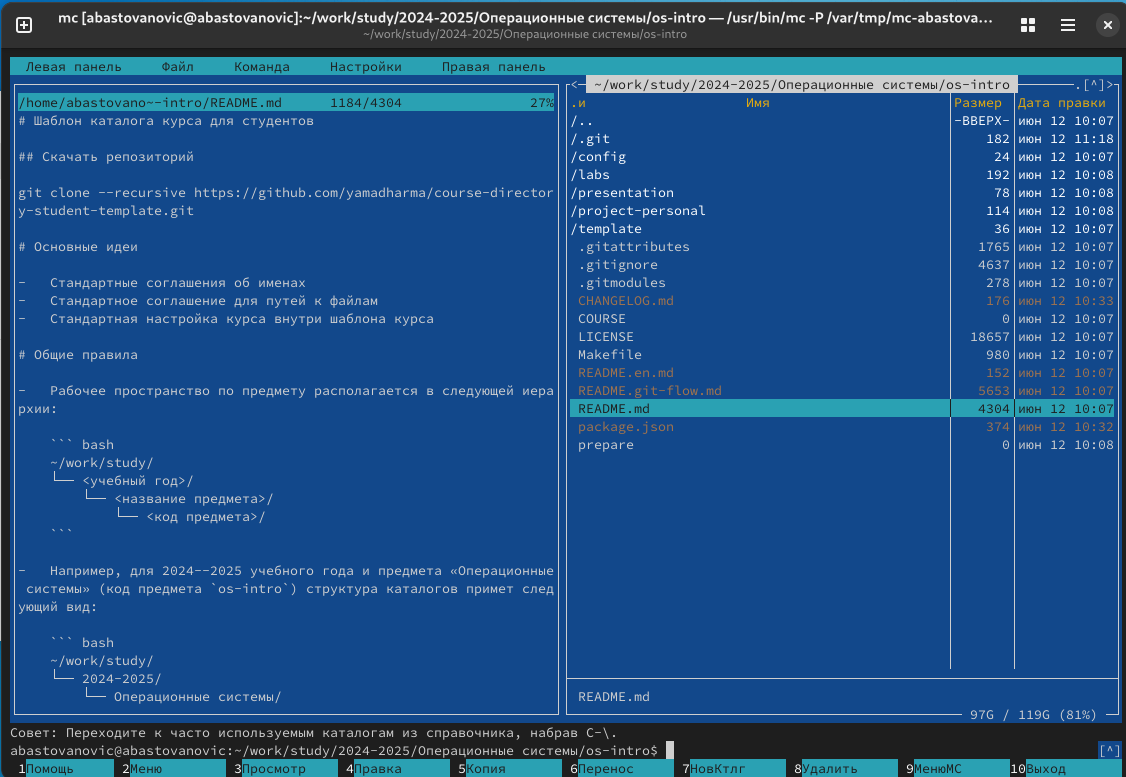 mc [abastovanovic@abastovanovic]:~/work/study/2024-2025/Операционные системы/os-intro — /usr/bin/mc -P /var/tmp/mc-abastova…
~/work/study/2024-2025/Операционные системы/os-intro
Левая панель Файл Команда Настройки Правая панель
/home/abastovano~-intro/README.md 1184/4304 27%
# Шаблон каталога курса для студентов
## Скачать репозиторий
git clone --recursive https://github.com/yamadharma/course-director
y-student-template.git
# Основные идеи
- Стандартные соглашения об именах
- Стандартное соглашение для путей к файлам
- Стандартная настройка курса внутри шаблона курса
# Общие правила
- Рабочее пространство по предмету располагается в следующей иера
рхии:
``` bash
~/work/study/
└── <учебный год>/
└── <название предмета>/
└── <код предмета>/
```
- Например, для 2024--2025 учебного года и предмета «Операционные
системы» (код предмета `os-intro`) структура каталогов примет след
ующий вид:
``` bash
~/work/study/
└── 2024-2025/
└── Операционные системы/
<- ~/work/study/2024-2025/Операционные системы/os-intro .[^]>
.и Имя Размер Дата правки
/.. -ВВЕРХ- июн 12 10:07
/.git 182 июн 12 11:18
/config 24 июн 12 10:07
/labs 192 июн 12 10:08
/presentation 78 июн 12 10:08
/project-personal 114 июн 12 10:08
/template 36 июн 12 10:07
.gitattributes 1765 июн 12 10:07
.gitignore 4637 июн 12 10:07
.gitmodules 278 июн 12 10:07
CHANGELOG.md 176 июн 12 10:33
COURSE 0 июн 12 10:07
LICENSE 18657 июн 12 10:07
Makefile 980 июн 12 10:07
README.en.md 152 июн 12 10:07
README.git-flow.md 5653 июн 12 10:07
README.md 4304 июн 12 10:07
package.json 374 июн 12 10:32
prepare 0 июн 12 10:08
README.md
97G / 119G (81%)
Совет: Переходите к часто используемым каталогам из справочника, набрав C-\.
abastovanovic@abastovanovic:~/work/study/2024-2025/Операционные системы/os-intro$ [^]
1Помощь 2Меню 3Просмотр 4Правка 5Копия 6Перенос 7НовКтлг 8Удалить 9МенюMC 10Выход